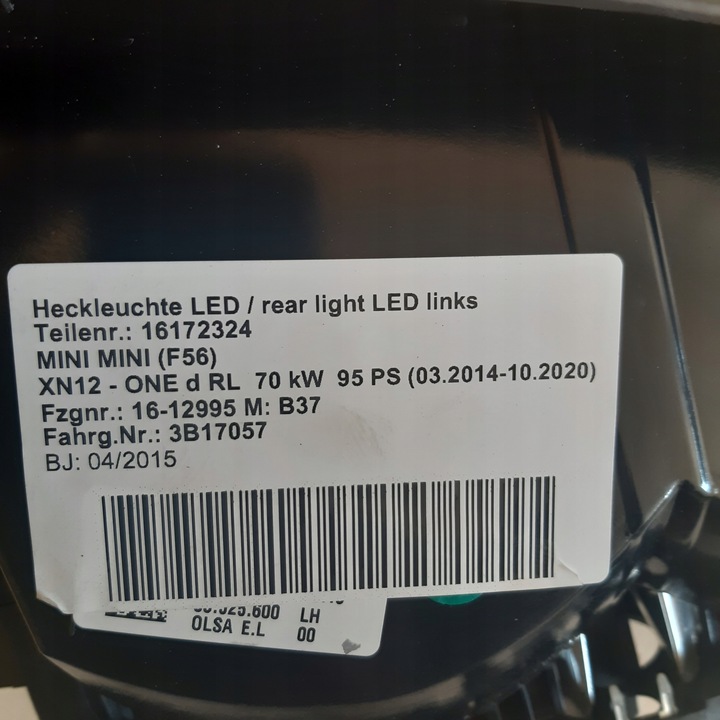 Heckleuchte LED / rear light LED links
Teilenr.: 16172324
MINI MINI (F56)
XN12 - ONE d RL 70 kW 95 PS (03.2014-10.2020)
Fzgnr.: 16-12995 M: B37
Fahrg.Nr.: 3B17057
BJ: 04/2015
.600 LH
OLSA E.L 00